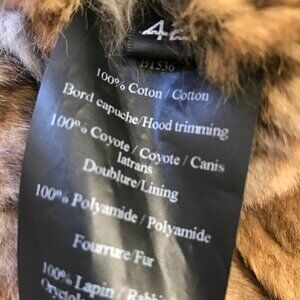 42
B1536
100% Coton / Cotton
Bord capuche/Hood trimming
100% Coyote / Coyote / Canis
latrans
Doublure/Lining
100% Polyamide / Polyamide
Fourrure/Fur
100% Lapin /